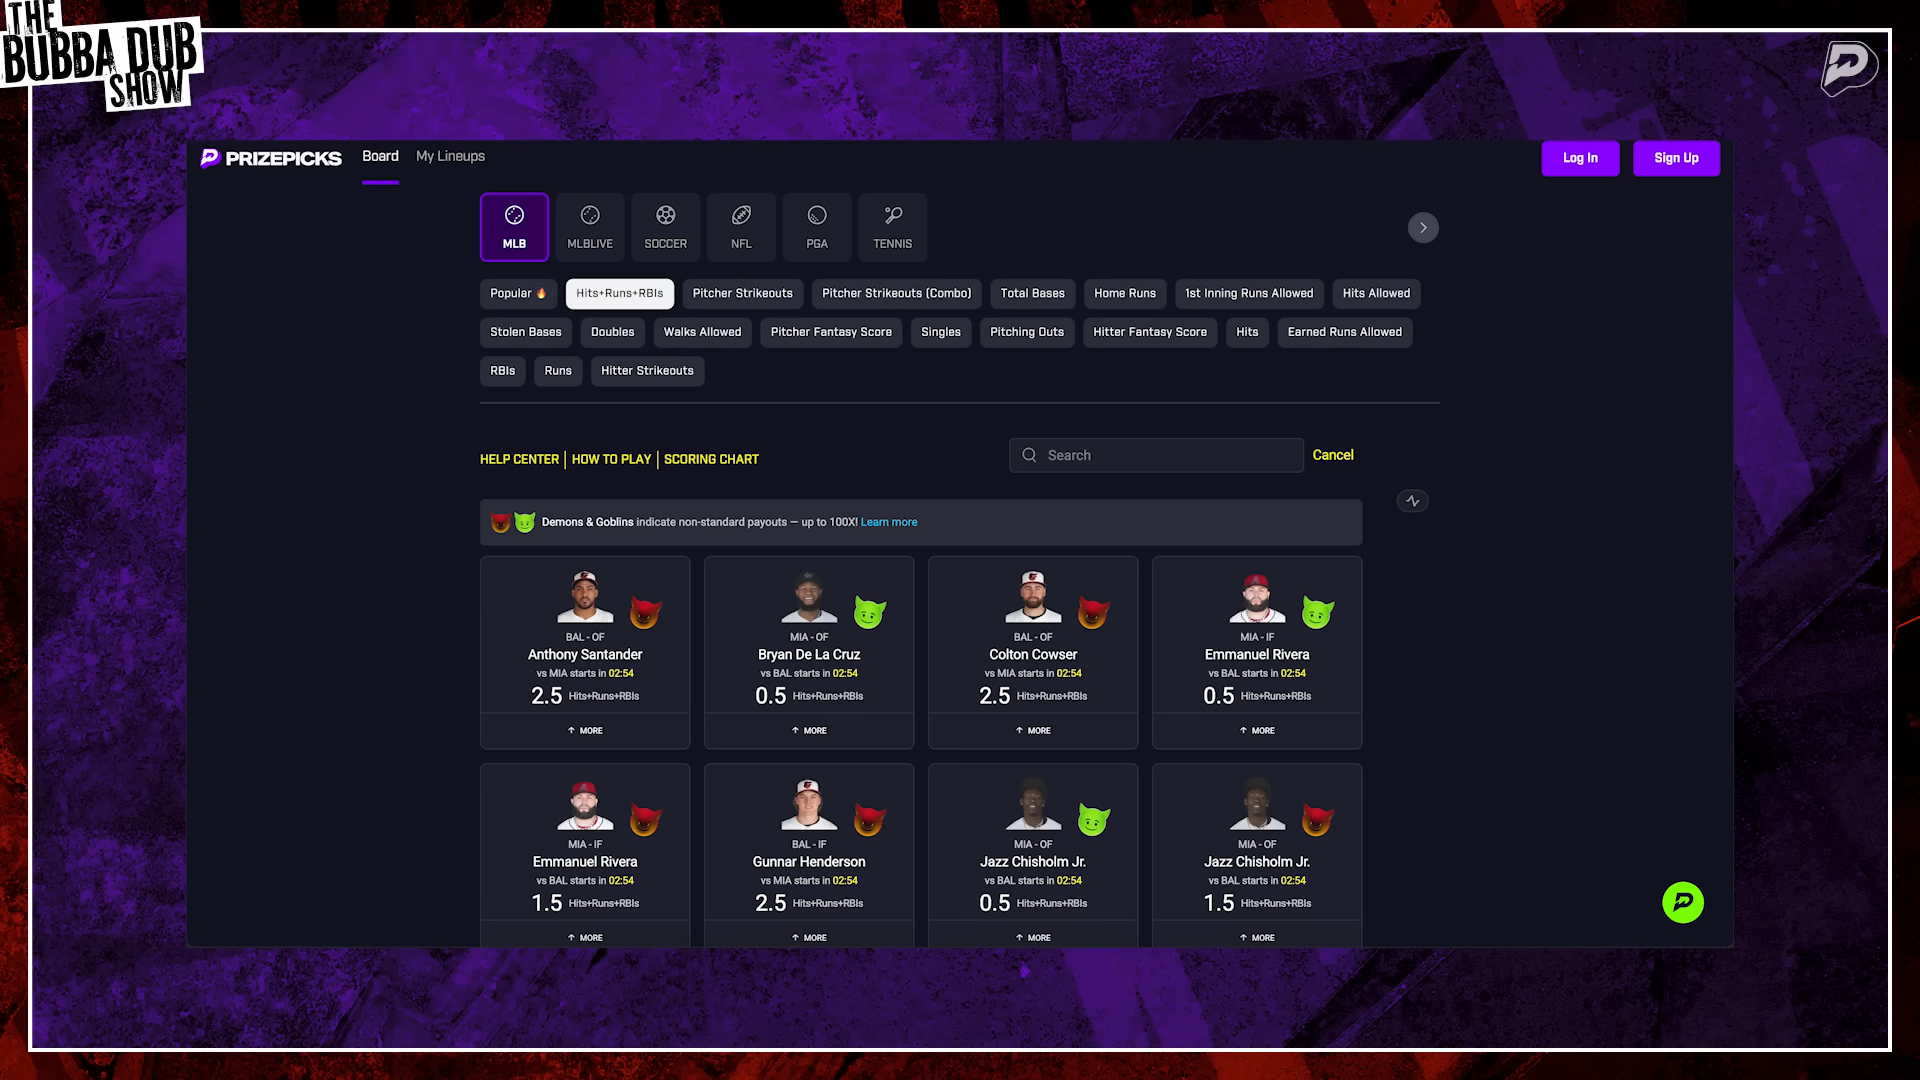 THE
BUBBA DUB
SHOW
PRIZEPICKS
Board
My Lineups
Log In
Sign Up
MLB
MLBLIVE
SOCCER
NFL
PGA
TENNIS
Popular
Hits+Runs+RBIs
Pitcher Strikeouts
Pitcher Strikeouts (Combo)
Total Bases
Home Runs
1st Inning Runs Allowed
Hits Allowed
Stolen Bases
Doubles
Walks Allowed
Pitcher Fantasy Score
Singles
Pitching Outs
Hitter Fantasy Score
Hits
Earned Runs Allowed
RBIs
Runs
Hitter Strikeouts
HELP CENTER | HOW TO PLAY | SCORING CHART
Search
Cancel
Demons & Goblins indicate non-standard payouts — up to 100X! Learn more
BAL - OF
Anthony Santander
vs MIA starts in 02:54
2.5 Hits+Runs+RBIs
MORE
MIA - OF
Bryan De La Cruz
vs BAL starts in 02:54
0.5 Hits+Runs+RBIs
MORE
BAL - OF
Colton Cowser
vs MIA starts in 02:54
2.5 Hits+Runs+RBIs
MORE
MIA - IF
Emmanuel Rivera
vs BAL starts in 02:54
0.5 Hits+Runs+RBIs
MORE
MIA - IF
Emmanuel Rivera
vs BAL starts in 02:54
1.5 Hits+Runs+RBIs
MORE
BAL - IF
Gunnar Henderson
vs MIA starts in 02:54
2.5 Hits+Runs+RBIs
MORE
MIA - OF
Jazz Chisholm Jr.
vs BAL starts in 02:54
0.5 Hits+Runs+RBIs
MORE
MIA - OF
Jazz Chisholm Jr.
vs BAL starts in 02:54
1.5 Hits+Runs+RBIs
MORE